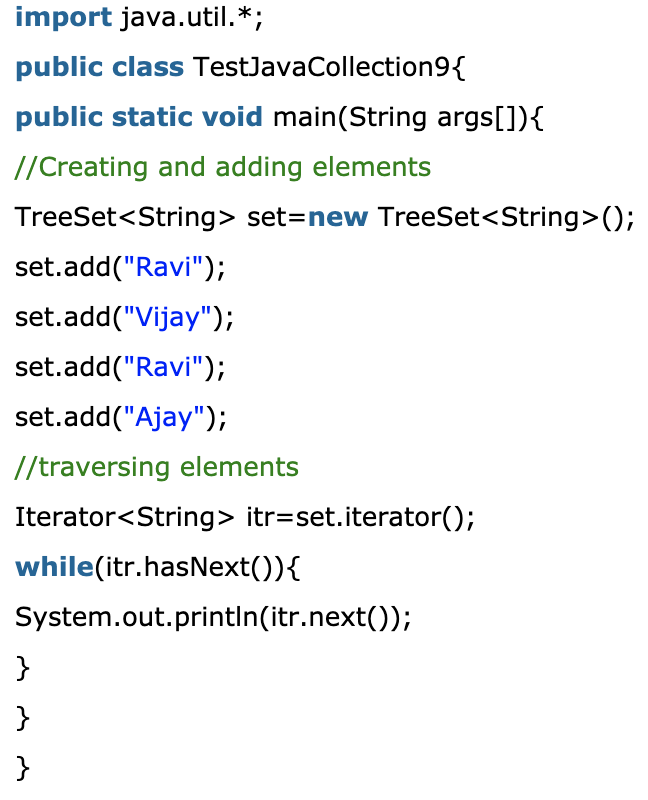 import java.util.*;
public class TestJavaCollection9{
public static void main(String args[]){
//Creating and adding elements
TreeSet<String> set=new TreeSet<String>();
set.add("Ravi");
set.add("Vijay");
set.add("Ravi");
set.add("Ajay");
//traversing elements
Iterator<String> itr=set.iterator();
while(itr.hasNext()){
System.out.println(itr.next());
}
}
}